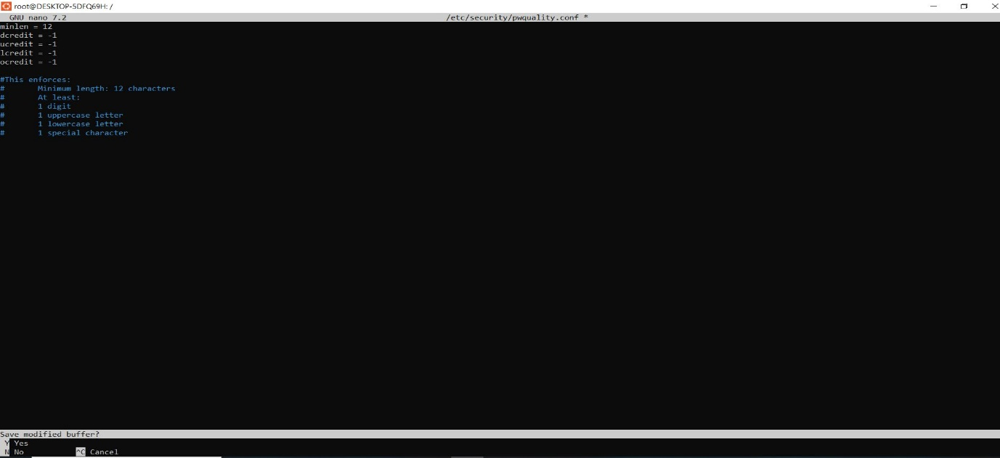 root@DESKTOP-5DFQ69H: /
GNU nano 7.2 /etc/security/pwquality.conf *
minlen = 12
dcredit = -1
ucredit = -1
lcredit = -1
ocredit = -1
#This enforces:
# Minimum length: 12 characters
# At least:
# 1 digit
# 1 uppercase letter
# 1 lowercase letter
# 1 special character
Save modified buffer?
Y Yes
N No ^C Cancel